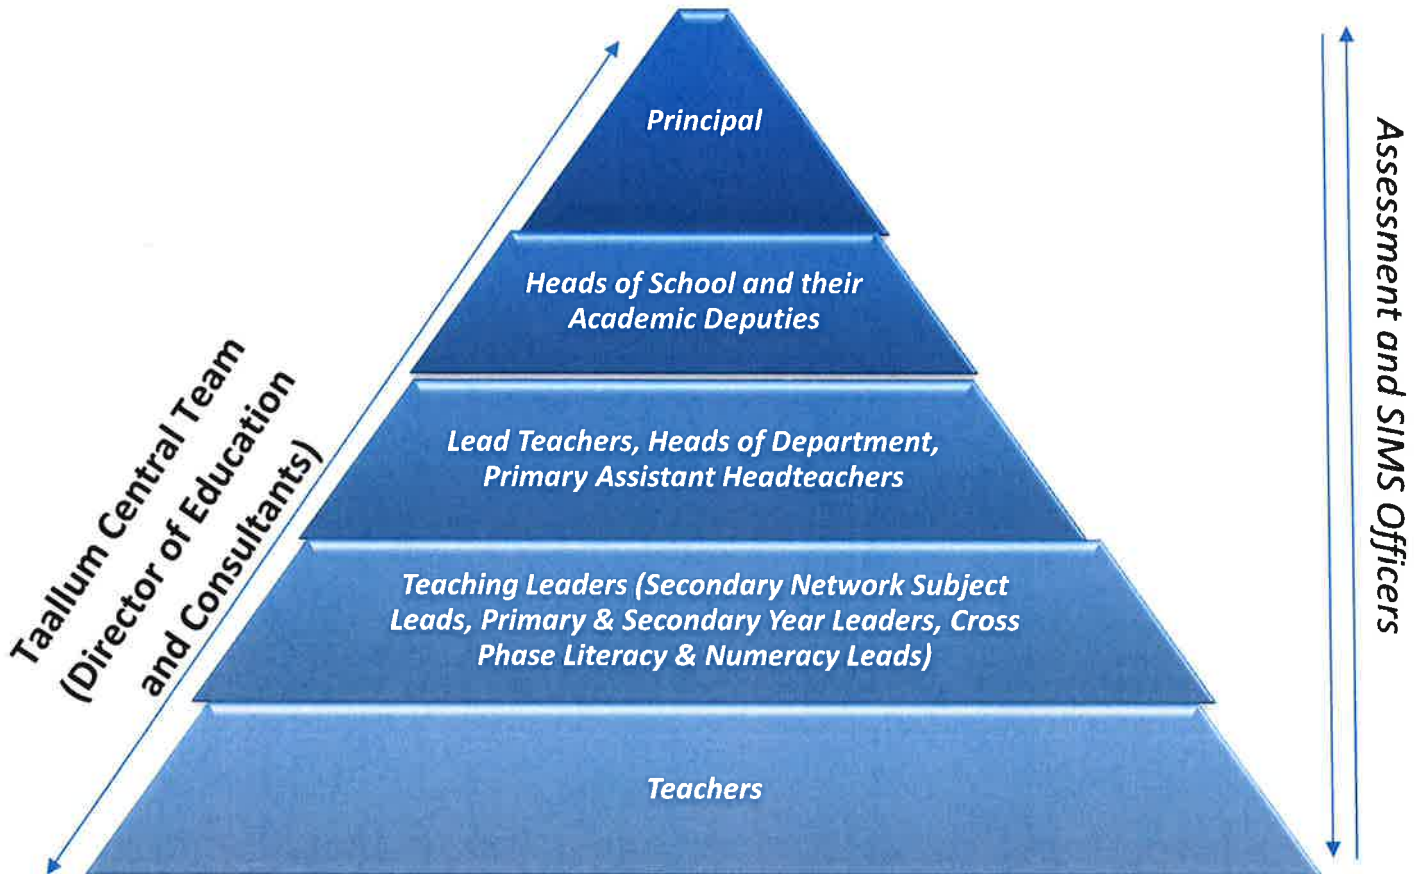 Principal
Heads of School and their
Academic Deputies
Lead Teachers, Heads of Department,
Primary Assistant Headteachers
Teaching Leaders (Secondary Network Subject
Leads, Primary & Secondary Year Leaders, Cross
Phase Literacy & Numeracy Leads)
Teachers
Taallum Central Team
(Director of Education
and Consultants)
Assessment and SIMS Officers